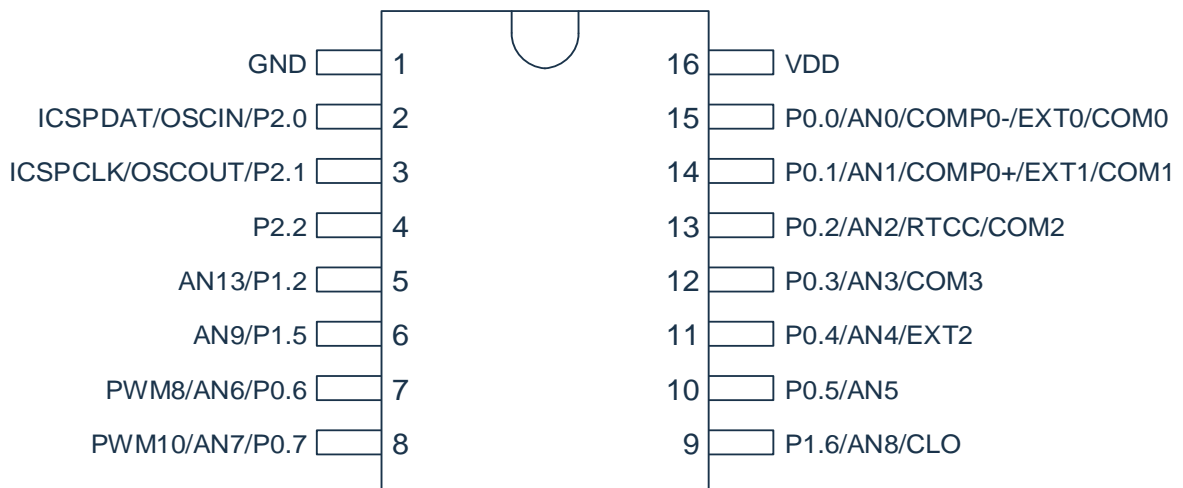 GND 1 16 VDD
ICSPDAT/OSCIN/P2.0 2 15 P0.0/AN0/COMP0-/EXT0/COM0
ICSPCLK/OSCOUT/P2.1 3 14 P0.1/AN1/COMP0+/EXT1/COM1
P2.2 4 13 P0.2/AN2/RTCC/COM2
AN13/P1.2 5 12 P0.3/AN3/COM3
AN9/P1.5 6 11 P0.4/AN4/EXT2
PWM8/AN6/P0.6 7 10 P0.5/AN5
PWM10/AN7/P0.7 8 9 P1.6/AN8/CLO